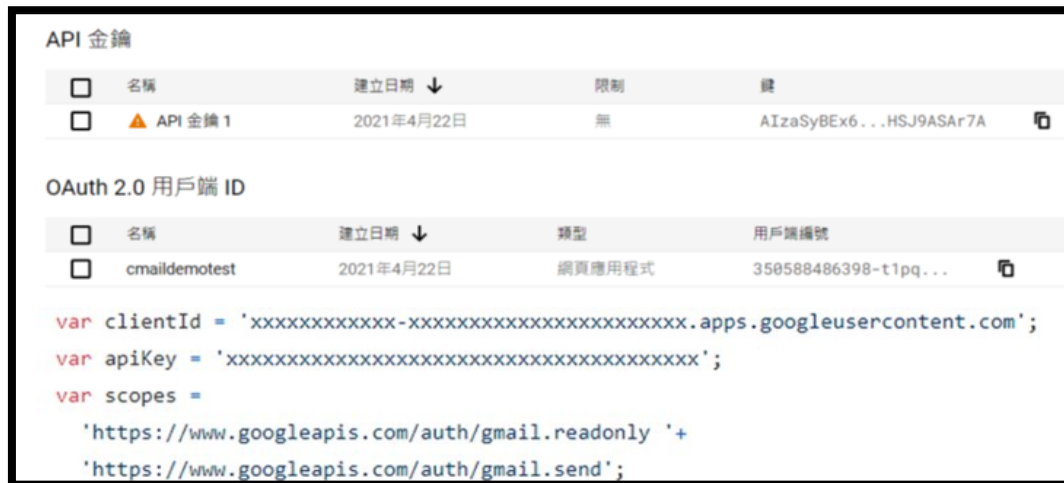 API 金鑰
名稱 建立日期 ↓ 限制 鍵
API 金鑰 1 2021年4月22日 無 AIzaSyBEx6...HSJ9ASAr7A
OAuth 2.0 用戶端 ID
名稱 建立日期 ↓ 類型 用戶端編號
cmaildemotest 2021年4月22日 網頁應用程式 350588486398-t1pq...
var clientId = 'xxxxxxxxxxxx-xxxxxxxxxxxxxxxxxxxxxxx.apps.googleusercontent.com';
var apiKey = 'xxxxxxxxxxxxxxxxxxxxxxxxxxxxxxxxxxxxxxx';
var scopes =
'https://www.googleapis.com/auth/gmail.readonly '+
'https://www.googleapis.com/auth/gmail.send';